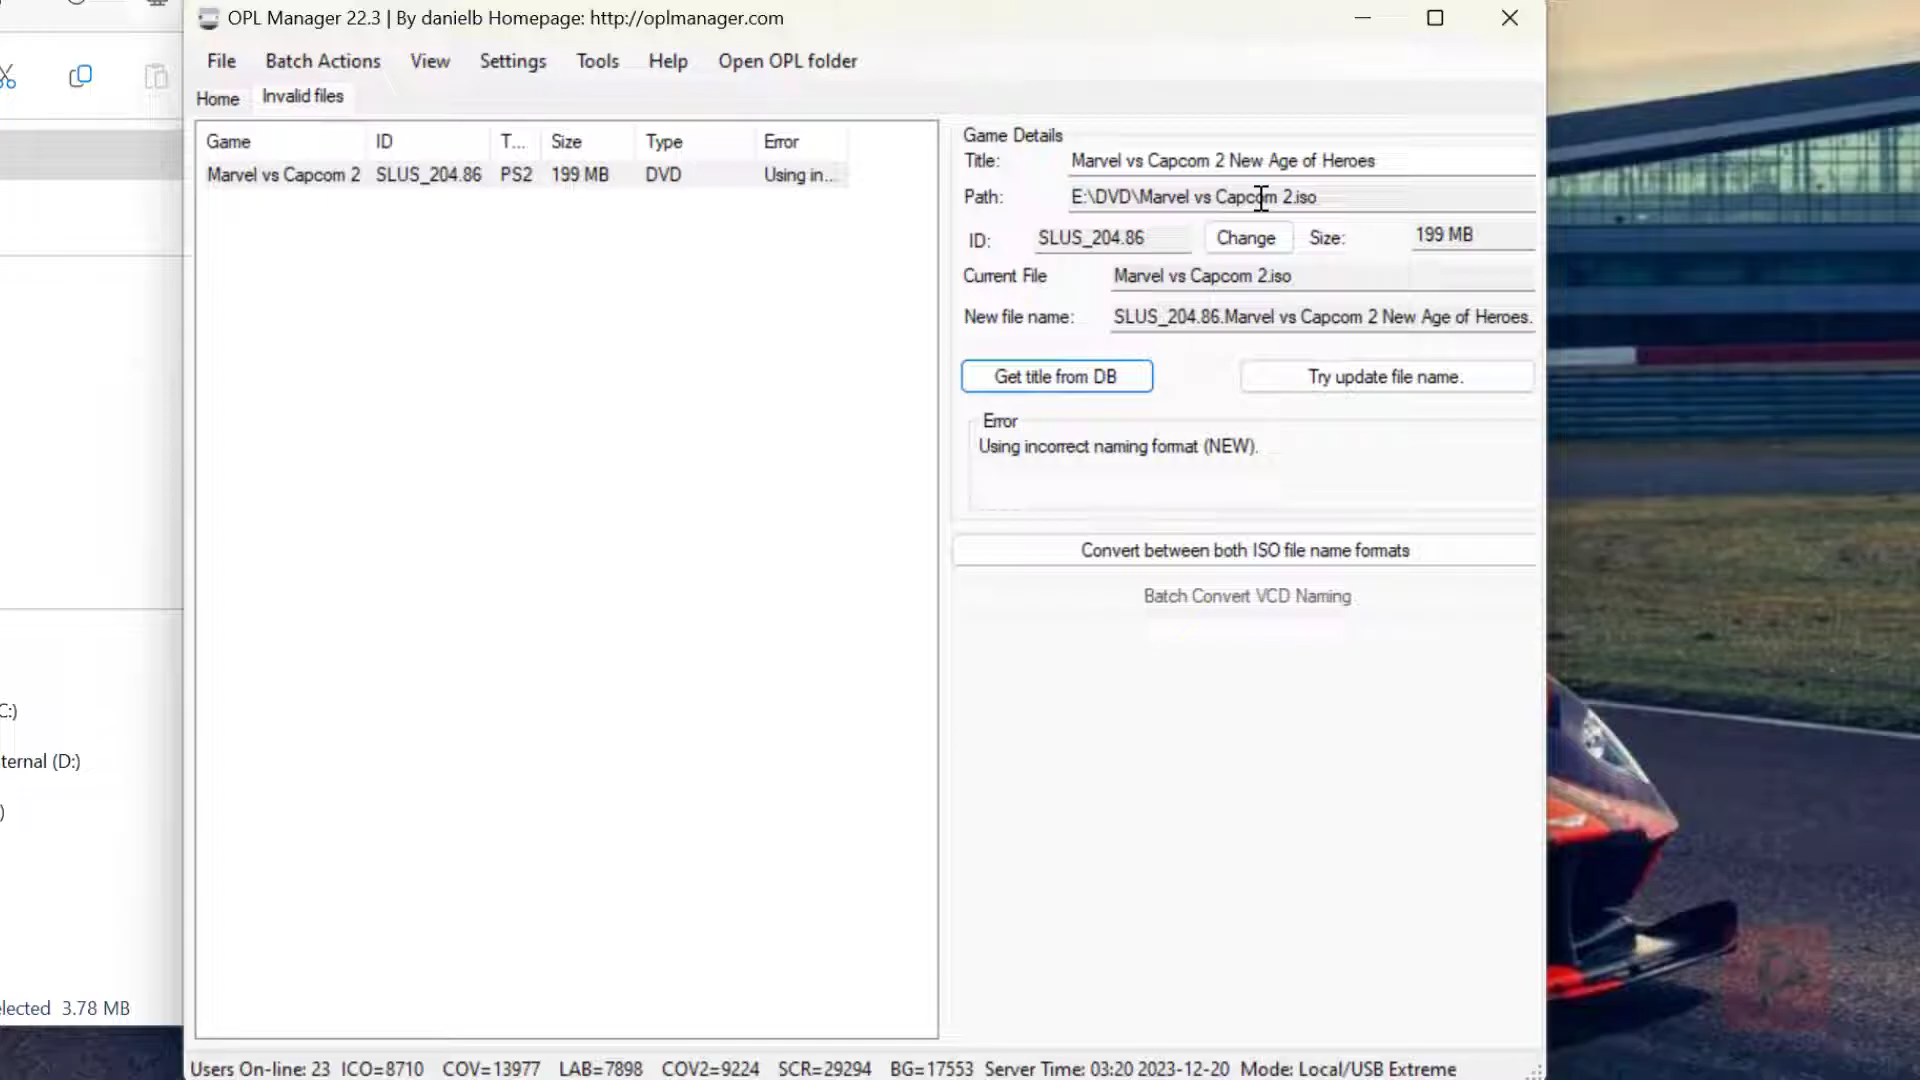 OPL Manager 22.3 | By danielb Homepage: http://oplmanager.com
File Batch Actions View Settings Tools Help Open OPL folder
Home Invalid files
Game ID T... Size Type Error
Marvel vs Capcom 2 SLUS_204.86 PS2 199 MB DVD Using in...
Game Details
Title: Marvel vs Capcom 2 New Age of Heroes
Path: E:\DVD\Marvel vs Capcom 2.iso
ID: SLUS_204.86 Change Size: 199 MB
Current File Marvel vs Capcom 2.iso
New file name: SLUS_204.86.Marvel vs Capcom 2 New Age of Heroes.
Get title from DB Try update file name.
Error
Using incorrect naming format (NEW).
Convert between both ISO file name formats
Batch Convert VCD Naming
C:)
ternal (D:)
)
elected 3.78 MB
Users On-line: 23 ICO=8710 COV=13977 LAB=7898 COV2=9224 SCR=29294 BG=17553 Server Time: 03:20 2023-12-20 Mode: Local/USB Extreme